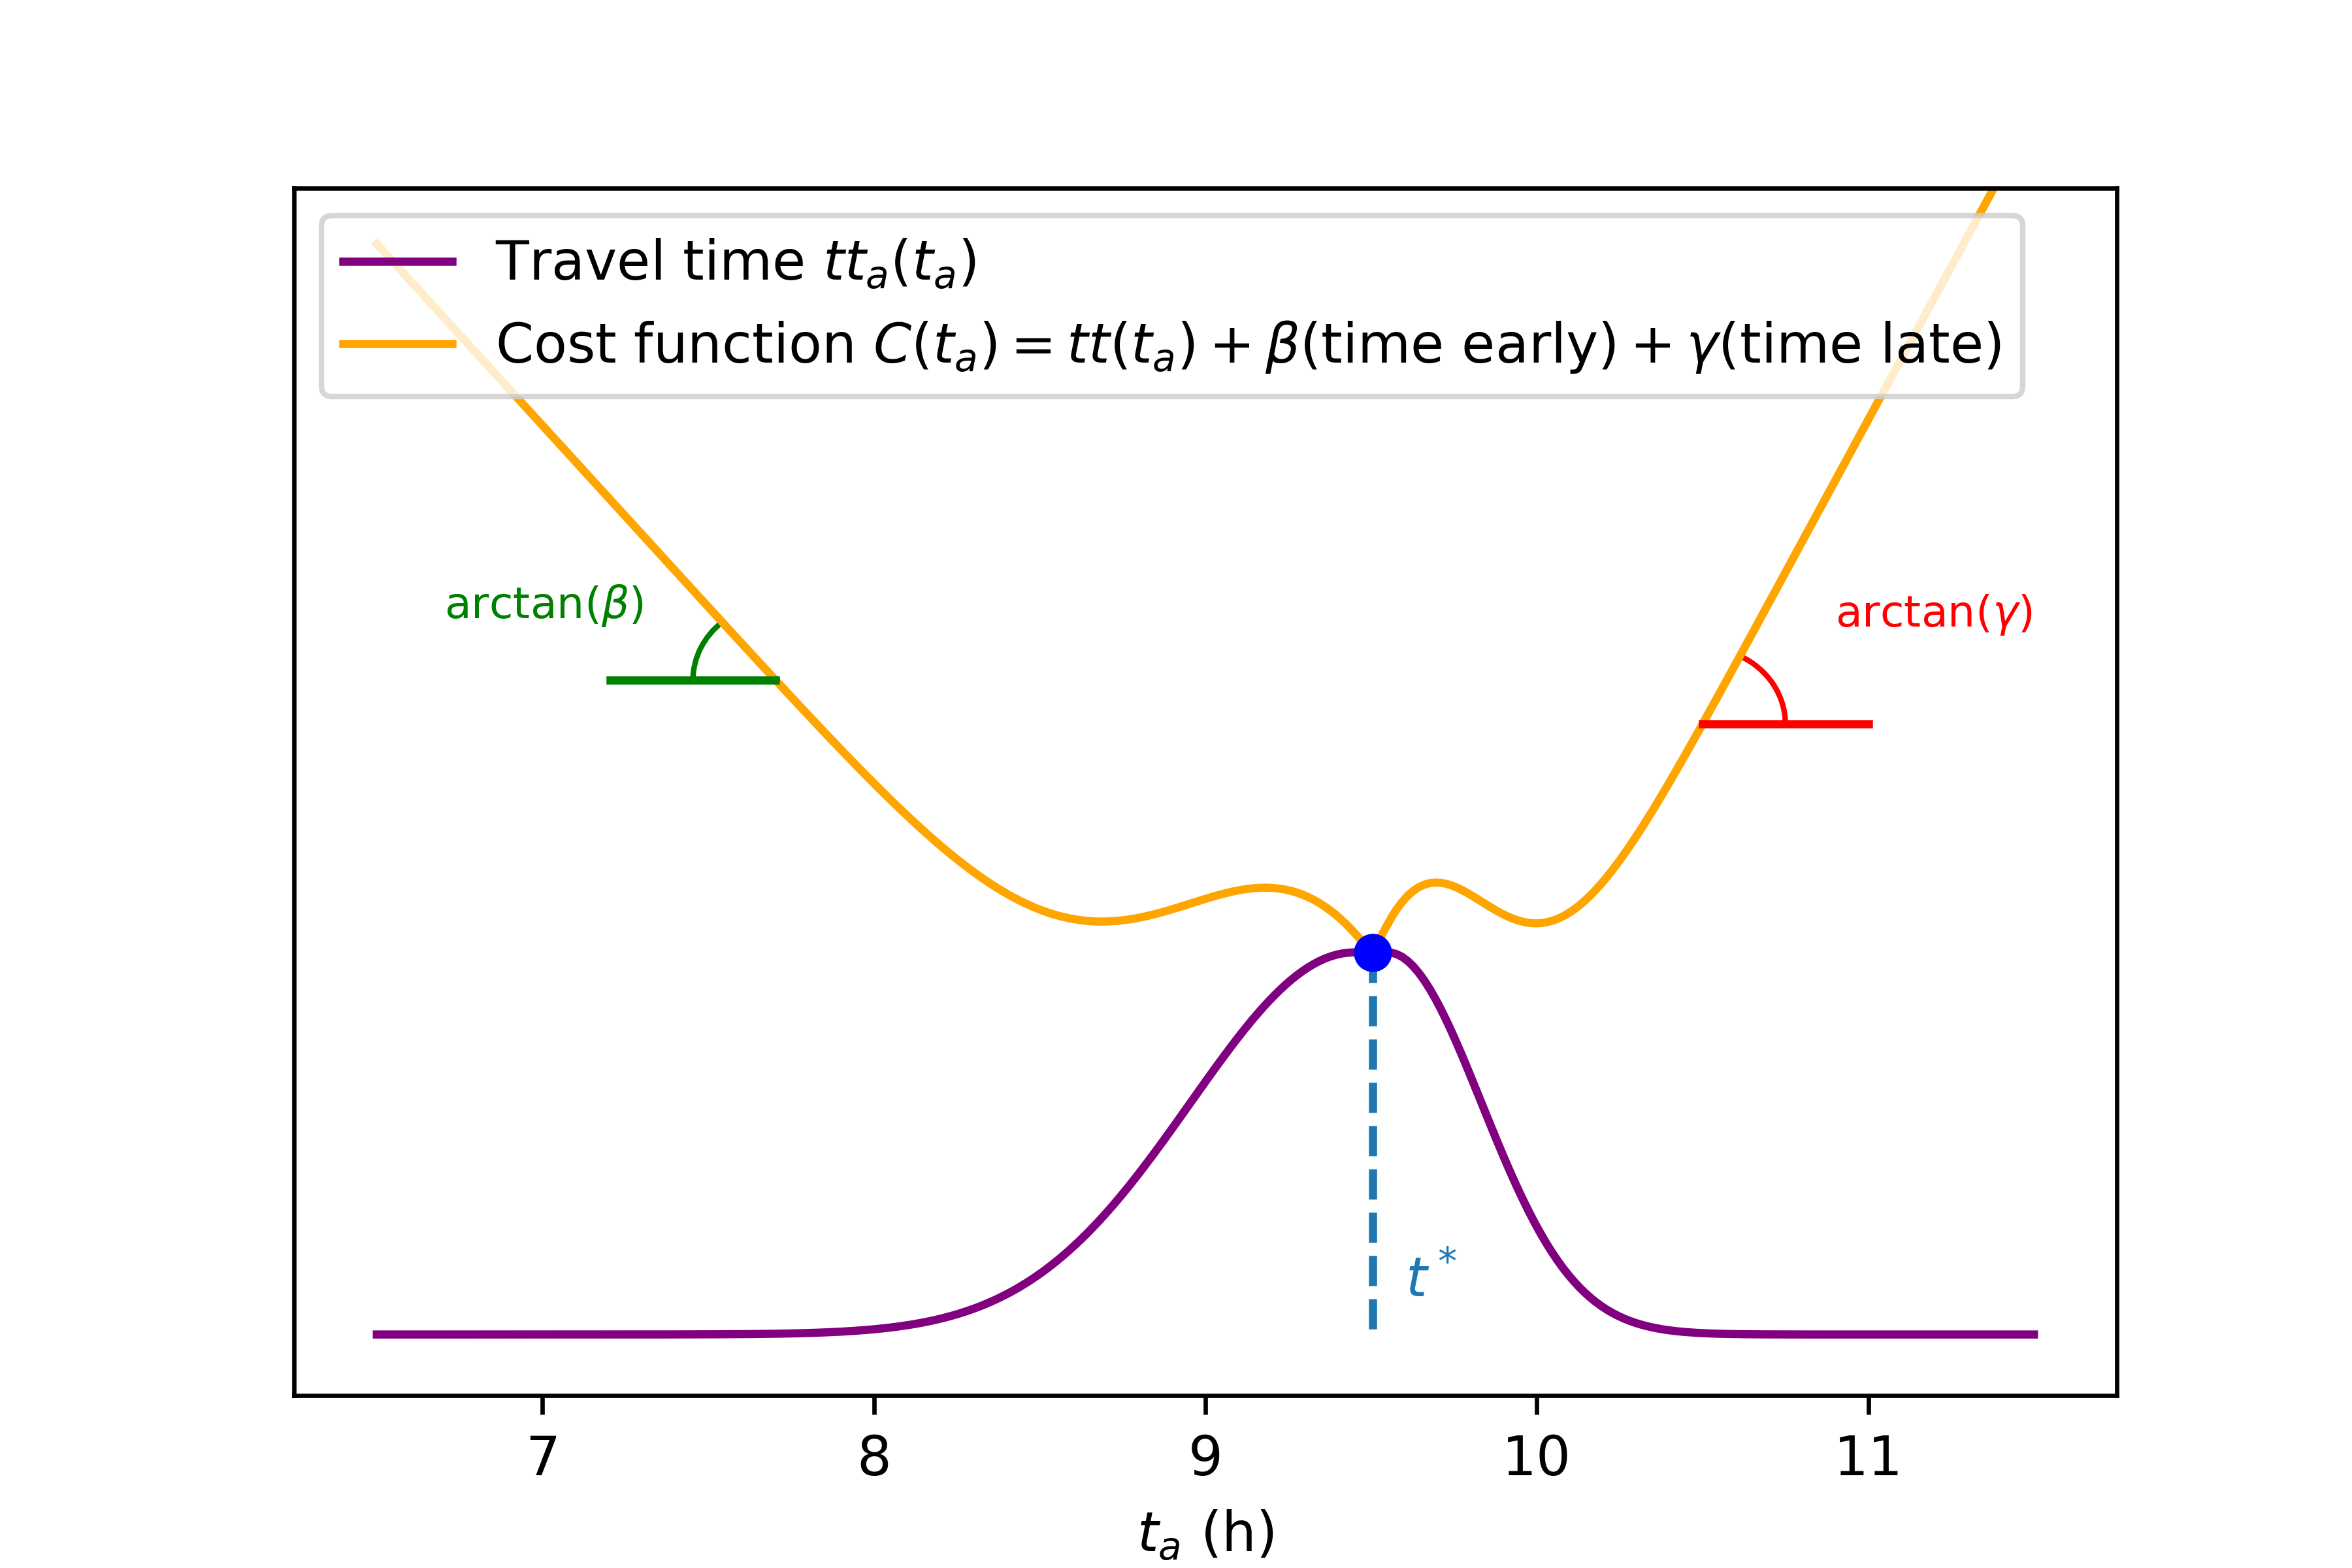 Travel time tt_a(t_a)
Cost function C(t_a) = tt(t_a) + β(time early) + γ(time late)
arctan(β)
arctan(γ)
t*
7 8 9 10 11
t_a (h)